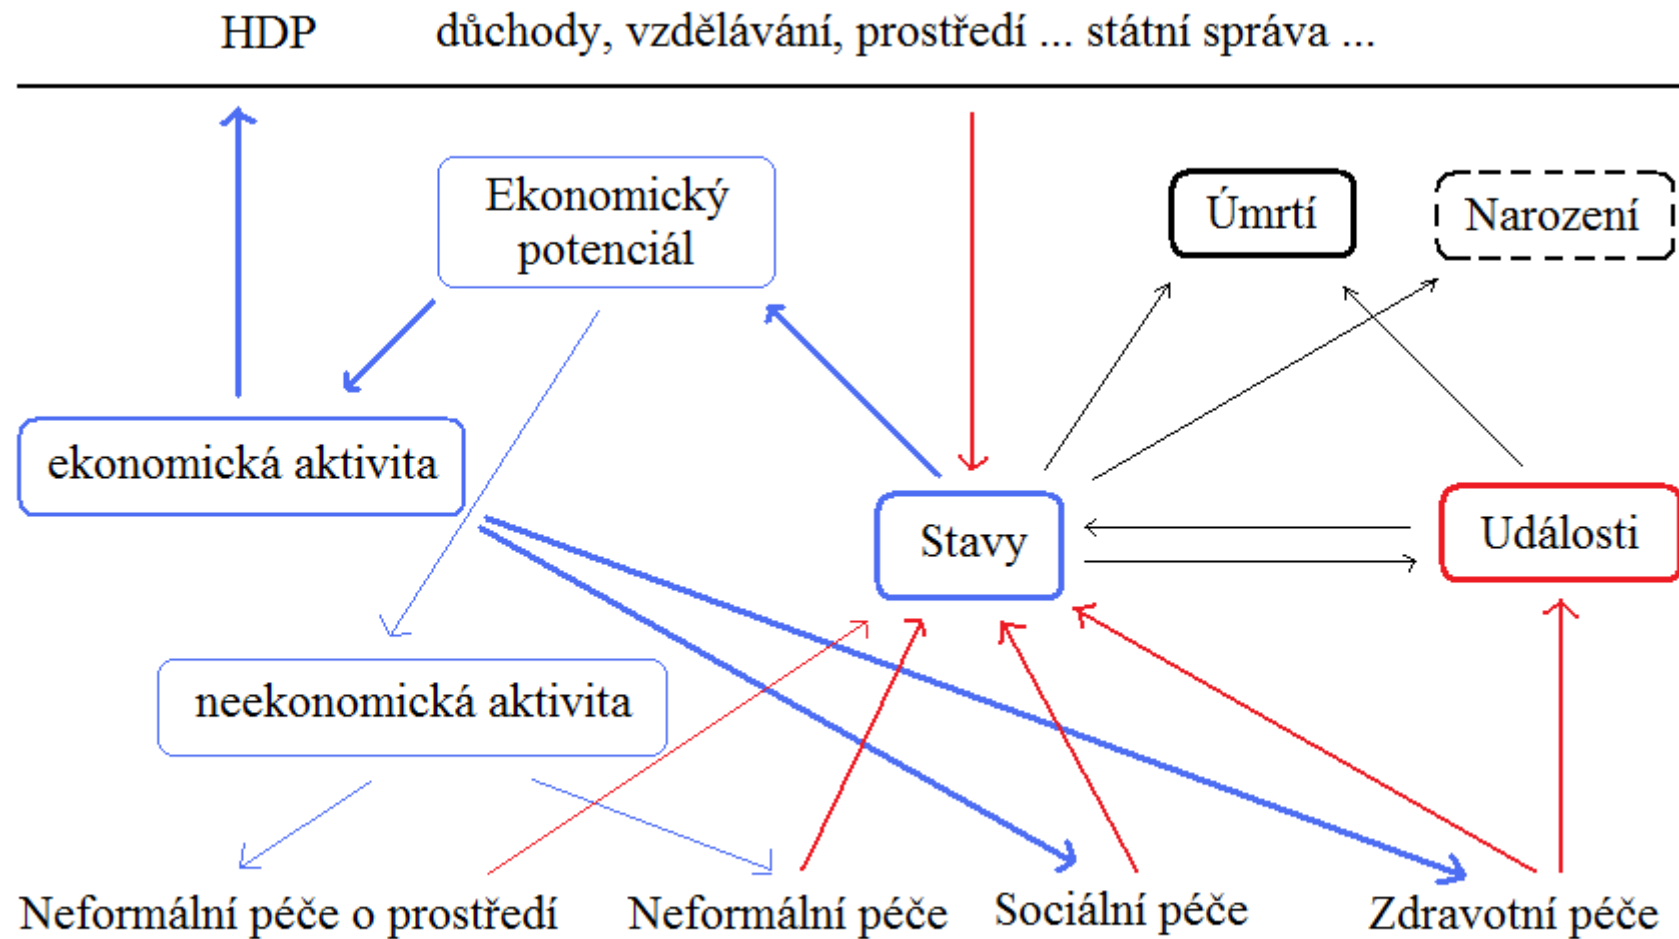 HDP důchody, vzdělávání, prostředí ... státní správa ...
Ekonomický
potenciál
Úmrtí
Narození
ekonomická aktivita
Stavy
Události
neekonomická aktivita
Neformální péče o prostředí
Neformální péče
Sociální péče
Zdravotní péče